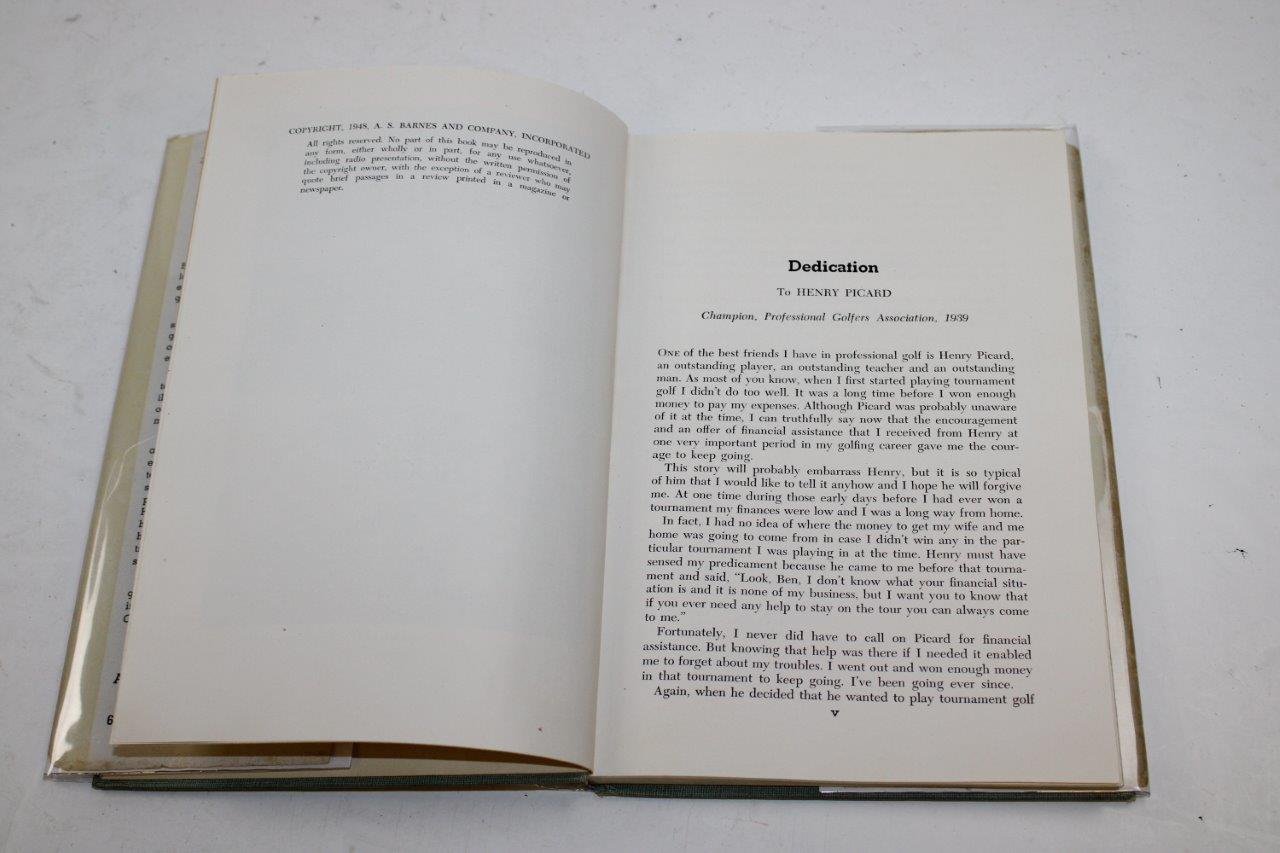 COPYRIGHT, 1948, A. S. BARNES AND COMPANY, INCORPORATED
All rights reserved. No part of this book may be reproduced in
any form, either wholly or in part, for any use whatsoever,
including radio presentation, without the written permission of
the copyright owner, with the exception of a reviewer who may
quote brief passages in a review printed in a magazine or
newspaper.
Dedication
To HENRY PICARD
Champion, Professional Golfers Association, 1939
ONE of the best friends I have in professional golf is Henry Picard,
an outstanding player, an outstanding teacher and an outstanding
man. As most of you know, when I first started playing tournament
golf I didn't do too well. It was a long time before I won enough
money to pay my expenses. Although Picard was probably unaware
of it at the time, I can truthfully say now that the encouragement
and an offer of financial assistance that I received from Henry at
one very important period in my golfing career gave me the cour-
age to keep going.
This story will probably embarrass Henry, but it is so typical
of him that I would like to tell it anyhow and I hope he will forgive
me. At one time during those early days before I had ever won a
tournament my finances were low and I was a long way from home.
In fact, I had no idea of where the money to get my wife and me
home was going to come from in case I didn't win any in the par-
ticular tournament I was playing in at the time. Henry must have
sensed my predicament because he came to me before that tourna-
ment and said, "Look, Ben, I don't know what your financial situ-
ation is and it is none of my business, but I want you to know that
if you ever need any help to stay on the tour you can always come
to me."
Fortunately, I never did have to call on Picard for financial
assistance. But knowing that help was there if I needed it enabled
me to forget about my troubles. I went out and won enough money
in that tournament to keep going. I've been going ever since.
Again, when he decided that he wanted to play tournament golf
v